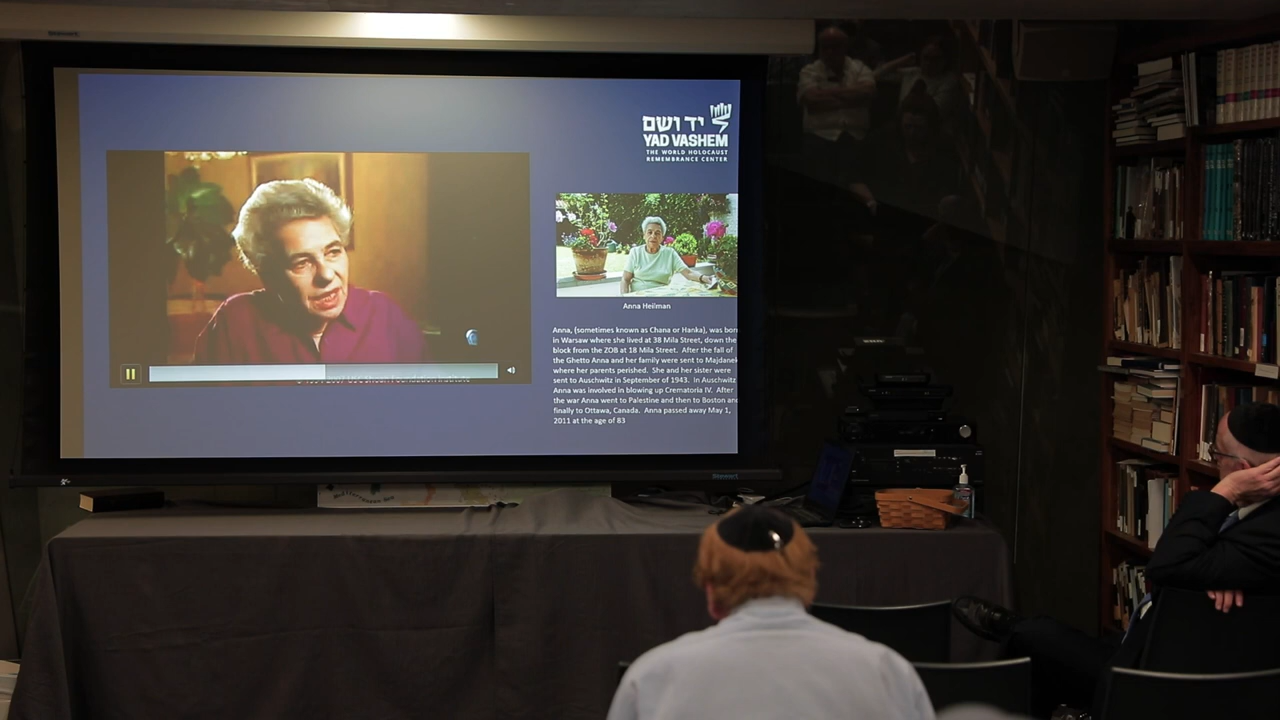 יד ושם
YAD VASHEM
THE WORLD HOLOCAUST
REMEMBRANCE CENTER
Anna Heilman
Anna, (sometimes known as Chana or Hanka), was born
in Warsaw where she lived at 38 Mila Street, down the
block from the ZOB at 18 Mila Street. After the fall of
the Ghetto Anna and her family were sent to Majdanek
where her parents perished. She and her sister were
sent to Auschwitz in September of 1943. In Auschwitz
Anna was involved in blowing up Crematoria IV. After
the war Anna went to Palestine and then to Boston and
finally to Ottawa, Canada. Anna passed away May 1,
2011 at the age of 83
Stewart
Mediterranean Sea